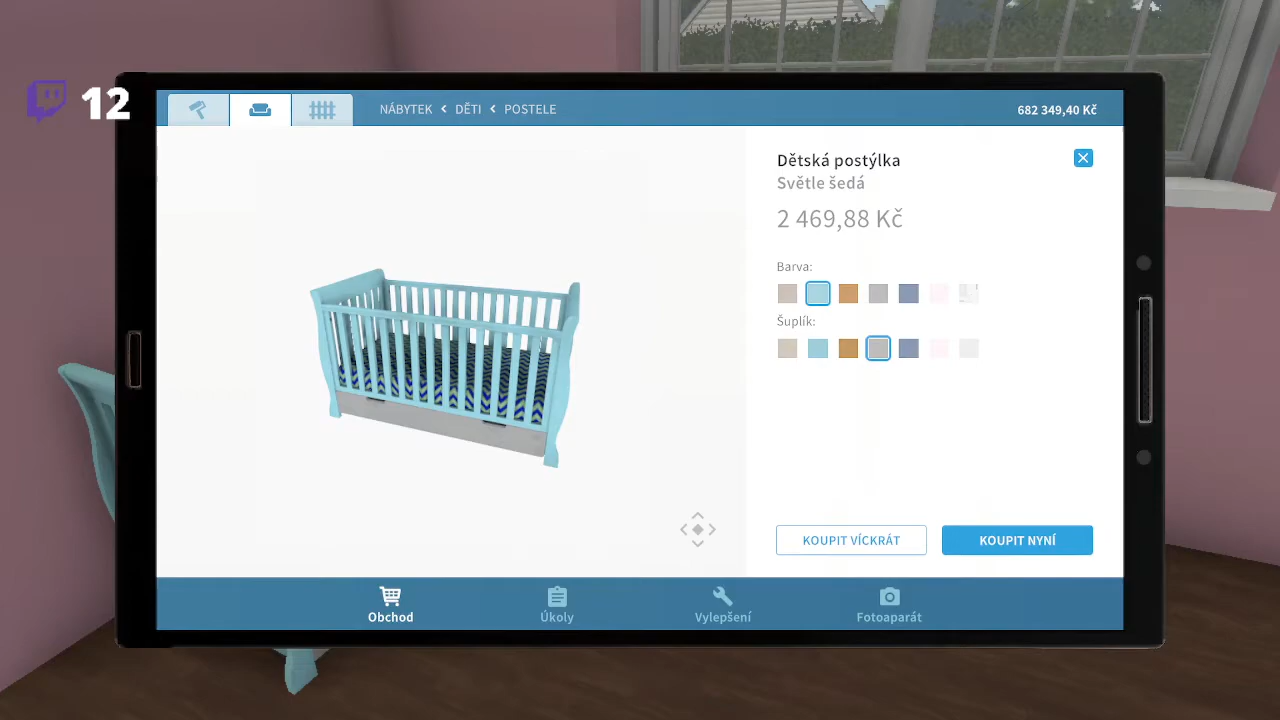 12
NÁBYTEK < DĚTI < POSTELE
682 349,40 Kč
Dětská postýlka
Světle šedá
2 469,88 Kč
Barva:
Šuplík:
KOUPIT VÍCKRÁT
KOUPIT NYNÍ
Obchod
Úkoly
Vylepšení
Fotoaparát